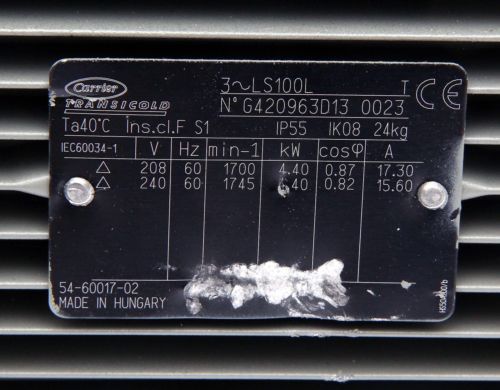 Carrier
TRANSICOLD
3~LS100L T CE
N° G420963D13 0023
Ta40°C Ins.cl.F S1 IP55 IK08 24kg
IEC60034-1 V Hz min-1 kW cosφ A
△ 208 60 1700 4.40 0.87 17.30
△ 240 60 1745 .40 0.82 15.60
54-60017-02
MADE IN HUNGARY